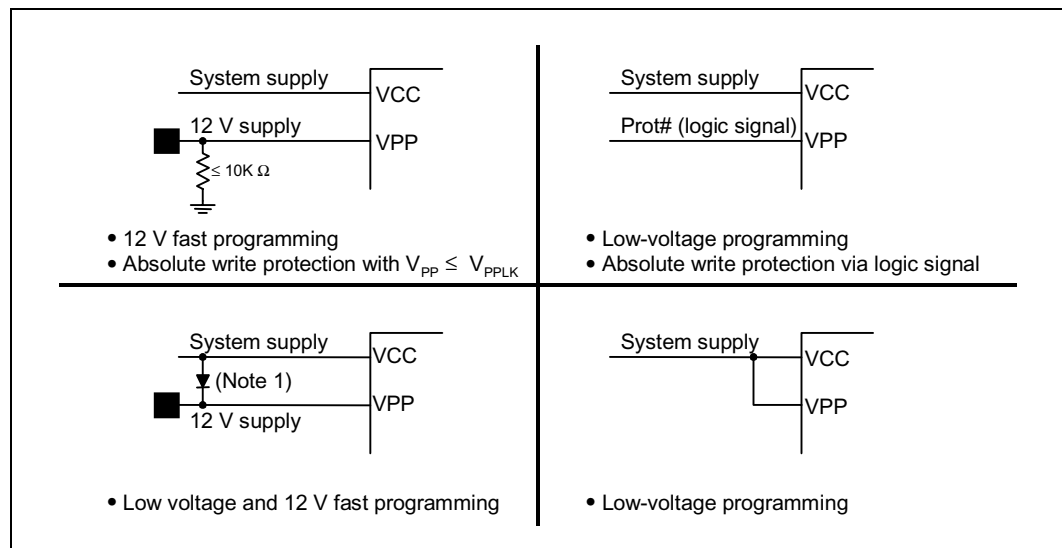 System supply
VCC
12 V supply
VPP
≤ 10K Ω
• 12 V fast programming
• Absolute write protection with VPP ≤ VPPLK
System supply
VCC
Prot# (logic signal)
VPP
• Low-voltage programming
• Absolute write protection via logic signal
System supply
VCC
(Note 1)
VPP
12 V supply
• Low voltage and 12 V fast programming
System supply
VCC
VPP
• Low-voltage programming